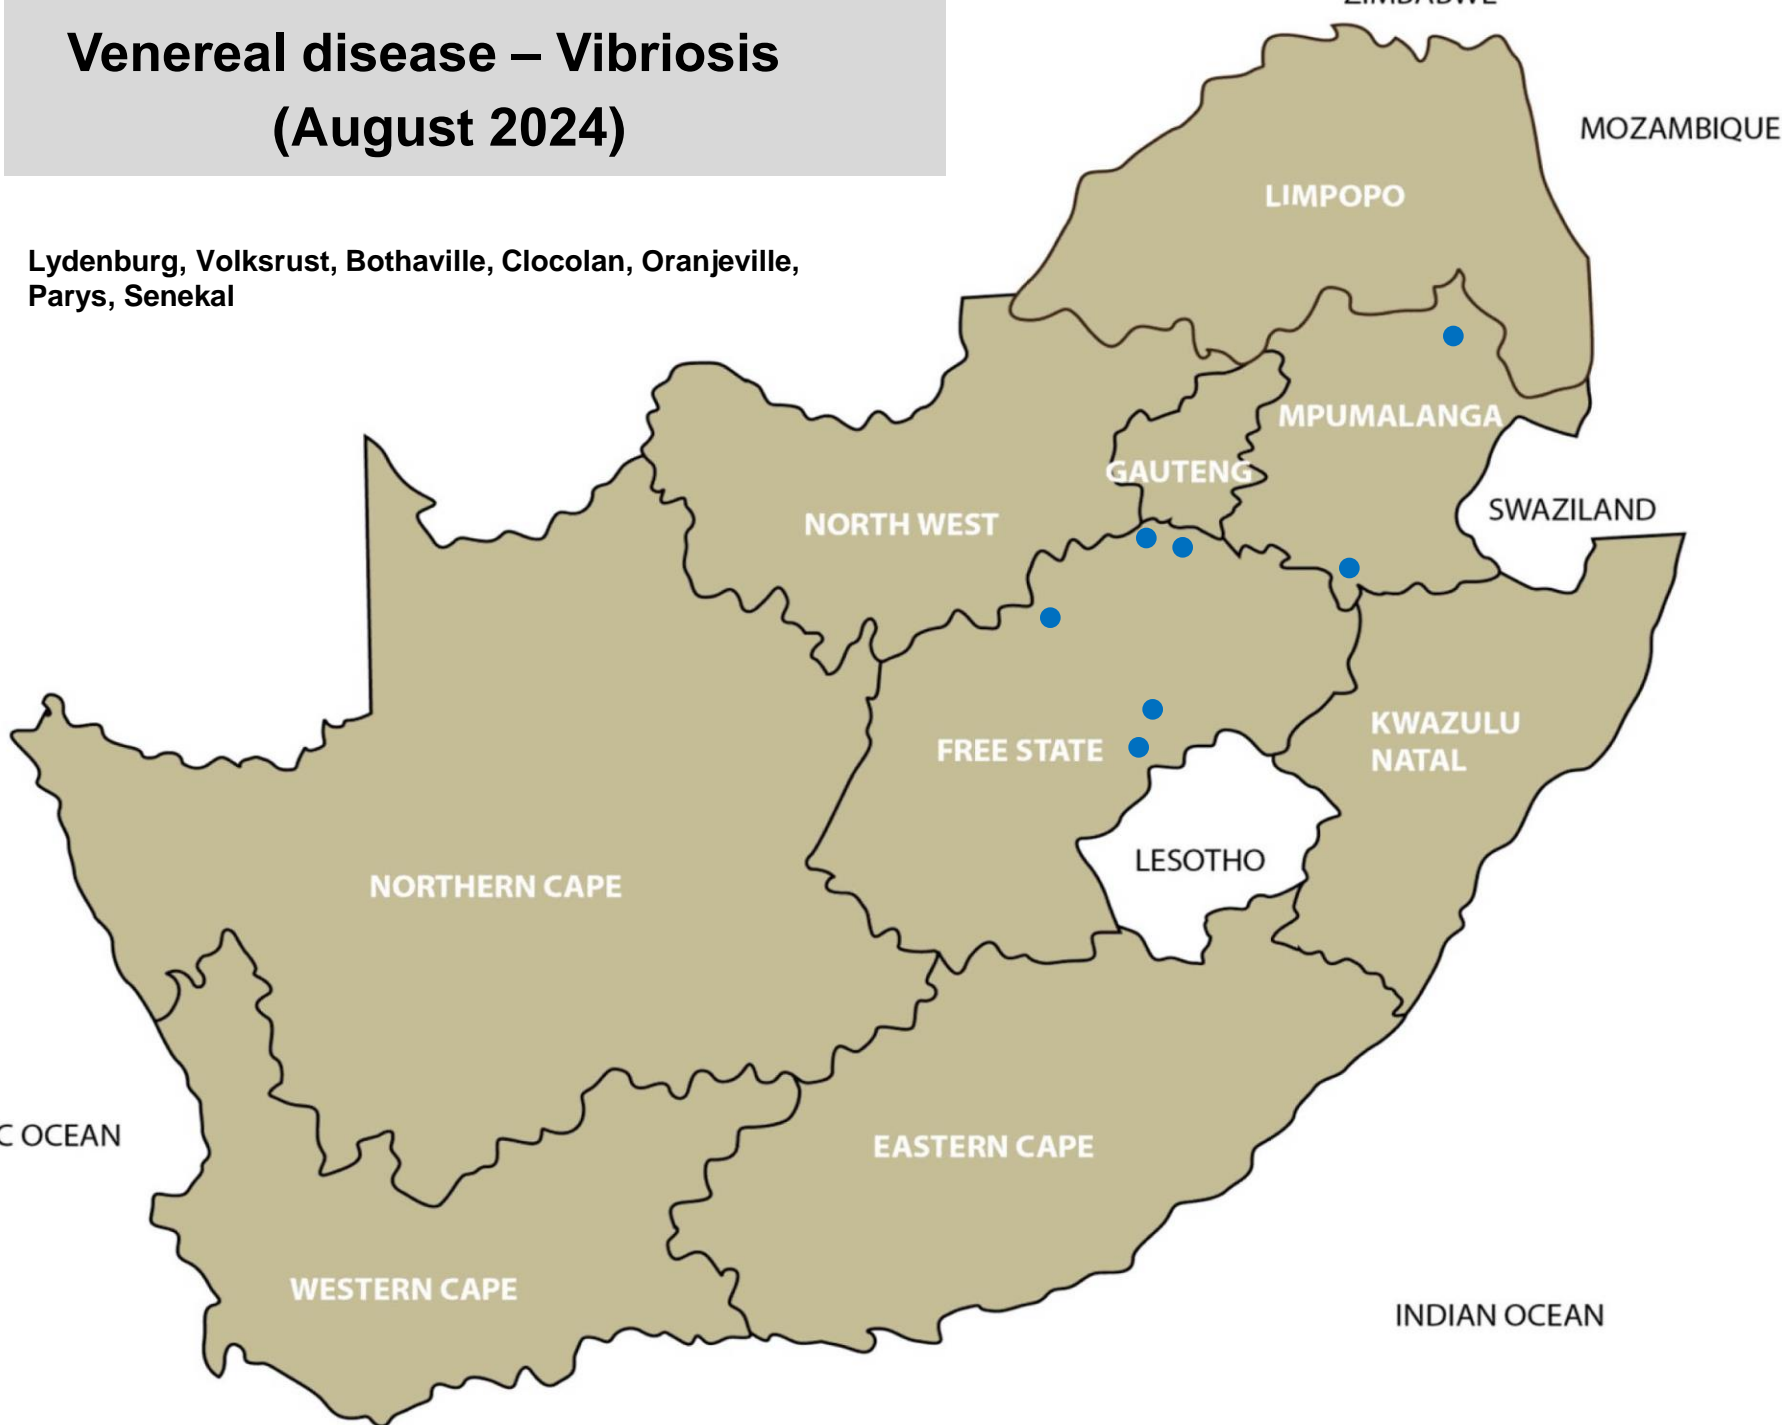 Venereal disease – Vibriosis
(August 2024)
MOZAMBIQUE
LIMPOPO
Lydenburg, Volksrust, Bothaville, Clocolan, Oranjeville,
Parys, Senekal
MPUMALANGA
GAUTENG
SWAZILAND
NORTH WEST
KWAZULU
NATAL
FREE STATE
LESOTHO
NORTHERN CAPE
C OCEAN
EASTERN CAPE
WESTERN CAPE
INDIAN OCEAN